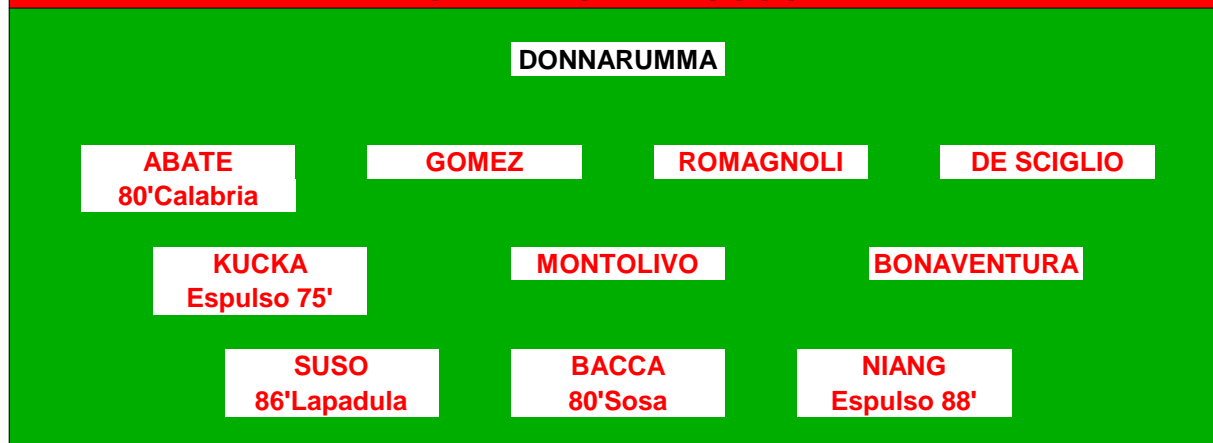 DONNARUMMA
ABATE GOMEZ ROMAGNOLI DE SCIGLIO
80'Calabria
KUCKA MONTOLIVO BONAVENTURA
Espulso 75'
SUSO BACCA NIANG
86'Lapadula 80'Sosa Espulso 88'